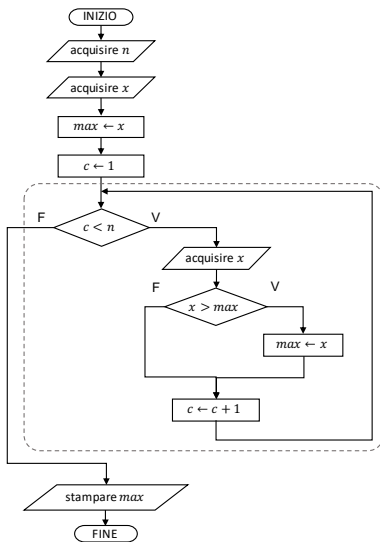 INIZIO
acquisire n
acquisire x
max ← x
c ← 1
F
V
c < n
acquisire x
F
V
x > max
max ← x
c ← c + 1
stampare max
FINE